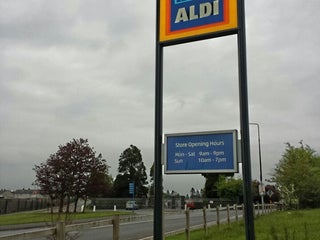 ALDI
Store Opening Hours
Mon - Sat 9am - 9pm
Sun 10am - 7pm